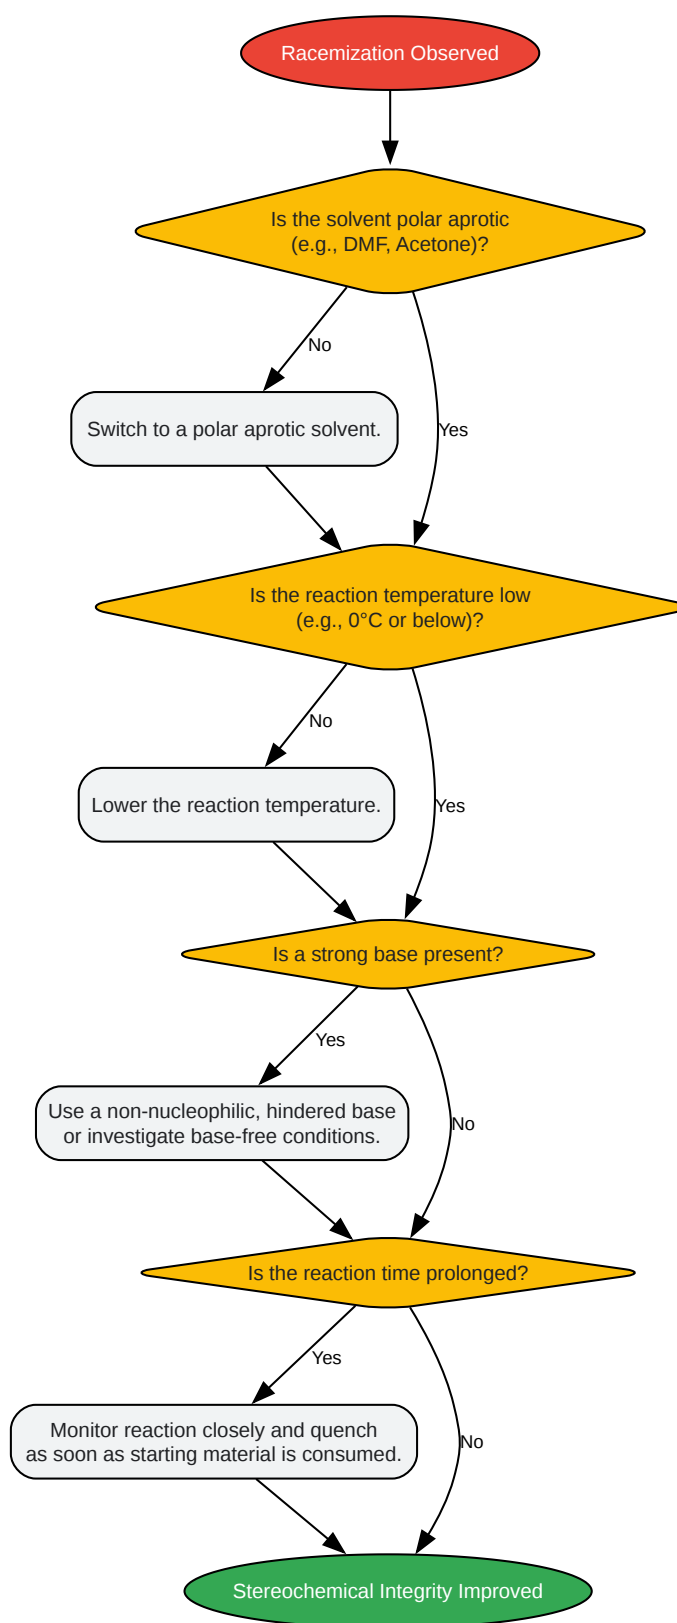 Racemization Observed
Is the solvent polar aprotic
(e.g., DMF, Acetone)?
No
Switch to a polar aprotic solvent.
Yes
Is the reaction temperature low
(e.g., 0°C or below)?
No
Lower the reaction temperature.
Yes
Is a strong base present?
Yes
Use a non-nucleophilic, hindered base
or investigate base-free conditions.
No
Is the reaction time prolonged?
Yes
Monitor reaction closely and quench
as soon as starting material is consumed.
No
Stereochemical Integrity Improved